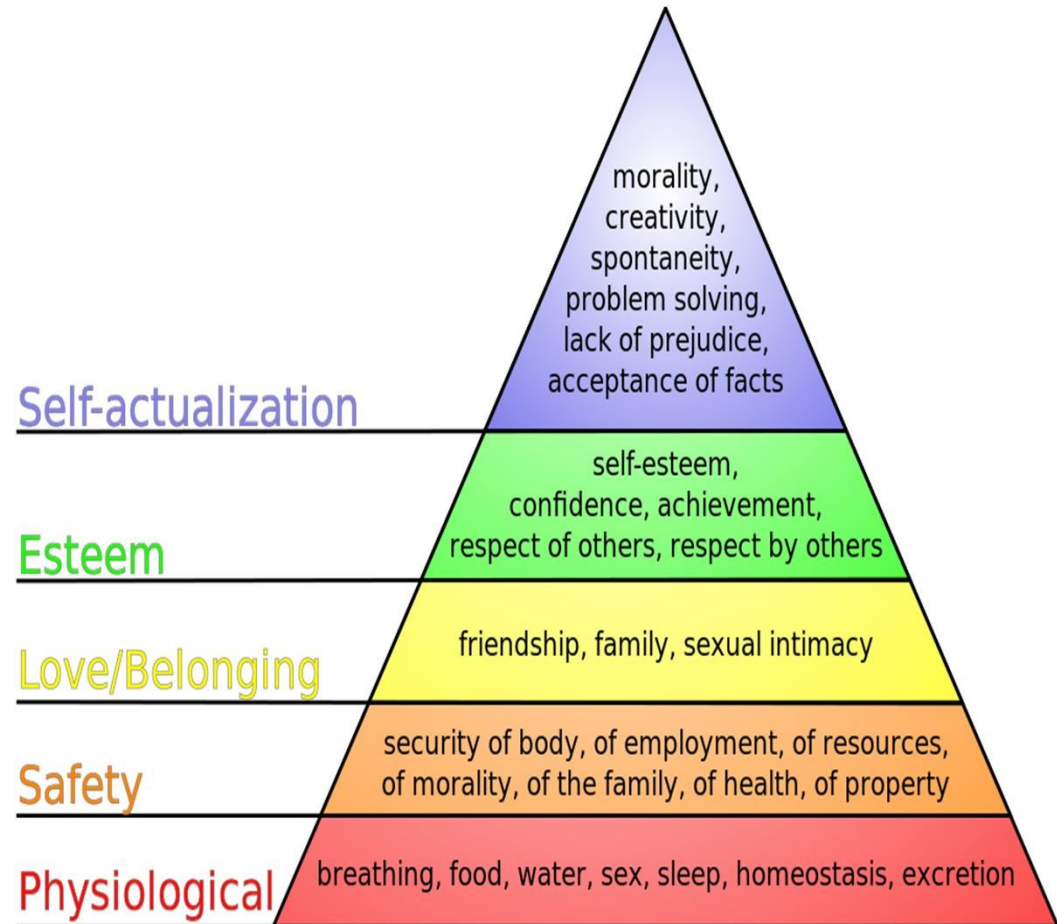 morality,
creativity,
spontaneity,
problem solving,
lack of prejudice,
acceptance of facts
Self-actualization
self-esteem,
confidence, achievement,
respect of others, respect by others
Esteem
friendship, family, sexual intimacy
Love/Belonging
security of body, of employment, of resources,
of morality, of the family, of health, of property
Safety
breathing, food, water, sex, sleep, homeostasis, excretion
Physiological